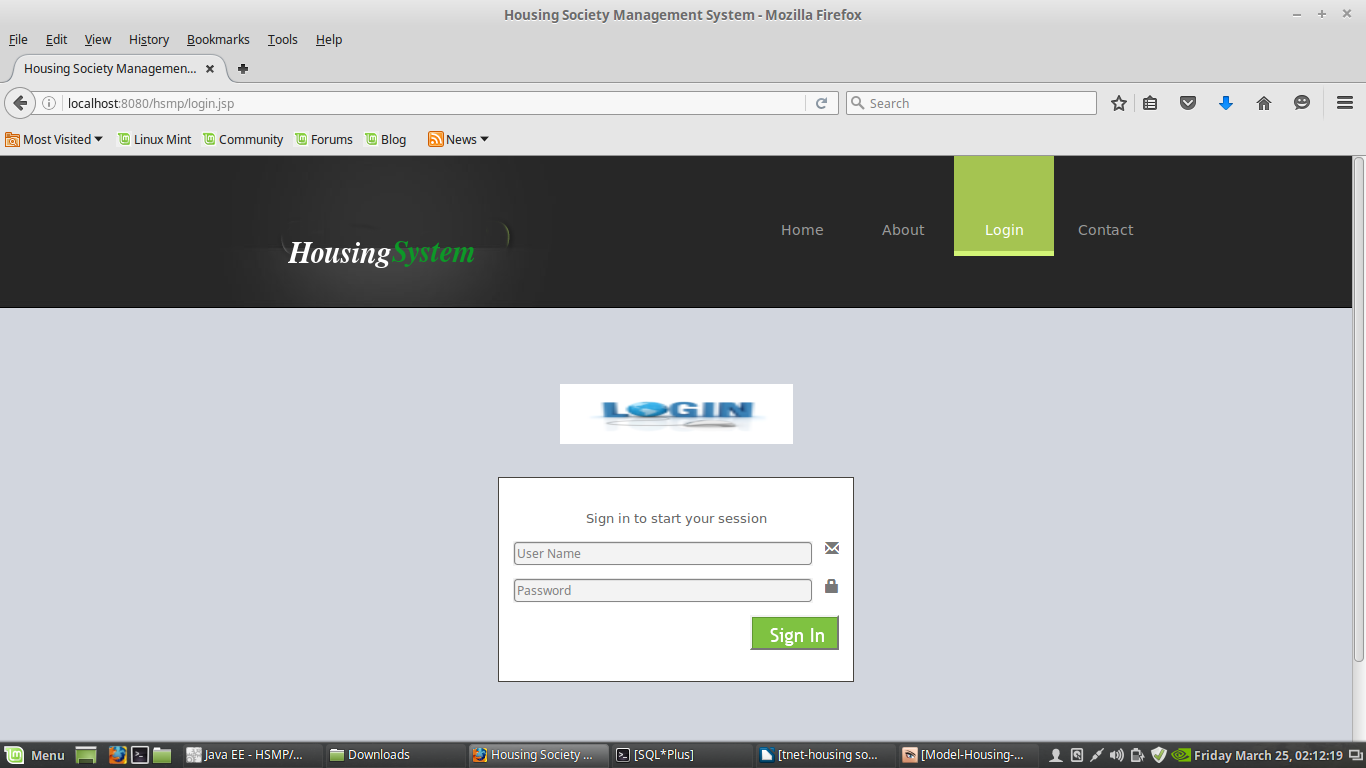 Housing Society Management System - Mozilla Firefox
File Edit View History Bookmarks Tools Help
Housing Society Managemen...
localhost:8080/hsmp/login.jsp
Search
Most Visited Linux Mint Community Forums Blog News
Home About Login Contact
HousingSystem
LOGIN
Sign in to start your session
User Name
Password
Sign In
Menu Java EE - HSMP/... Downloads Housing Society ... [SQL*Plus] [tnet-housing so... [Model-Housing-... Friday March 25, 02:12:19